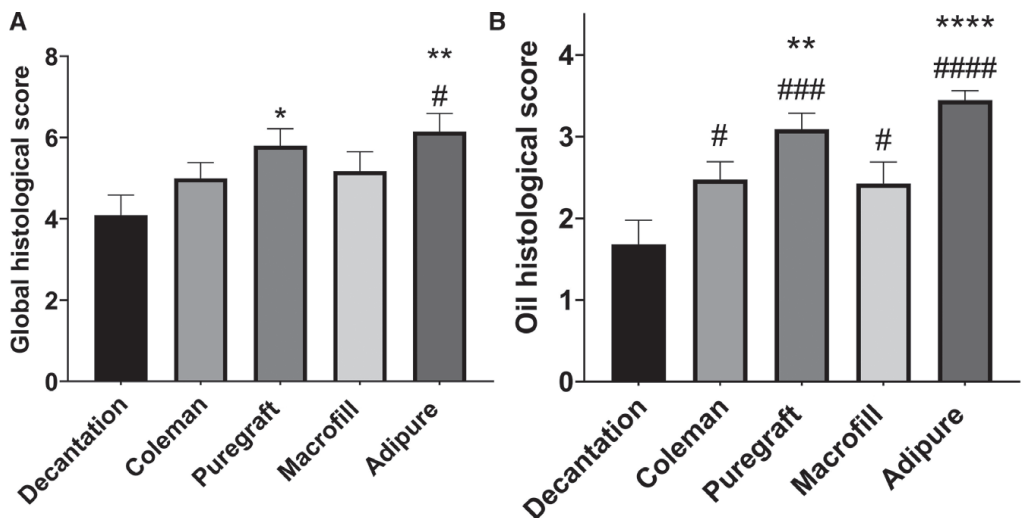 A
Global histological score
8
6
4
2
0
*
**
#
Decantation
Coleman
Puregraft
Macrofill
Adipure
B
Oil histological score
4
3
2
1
0
#
**
###
#
****
####
Decantation
Coleman
Puregraft
Macrofill
Adipure